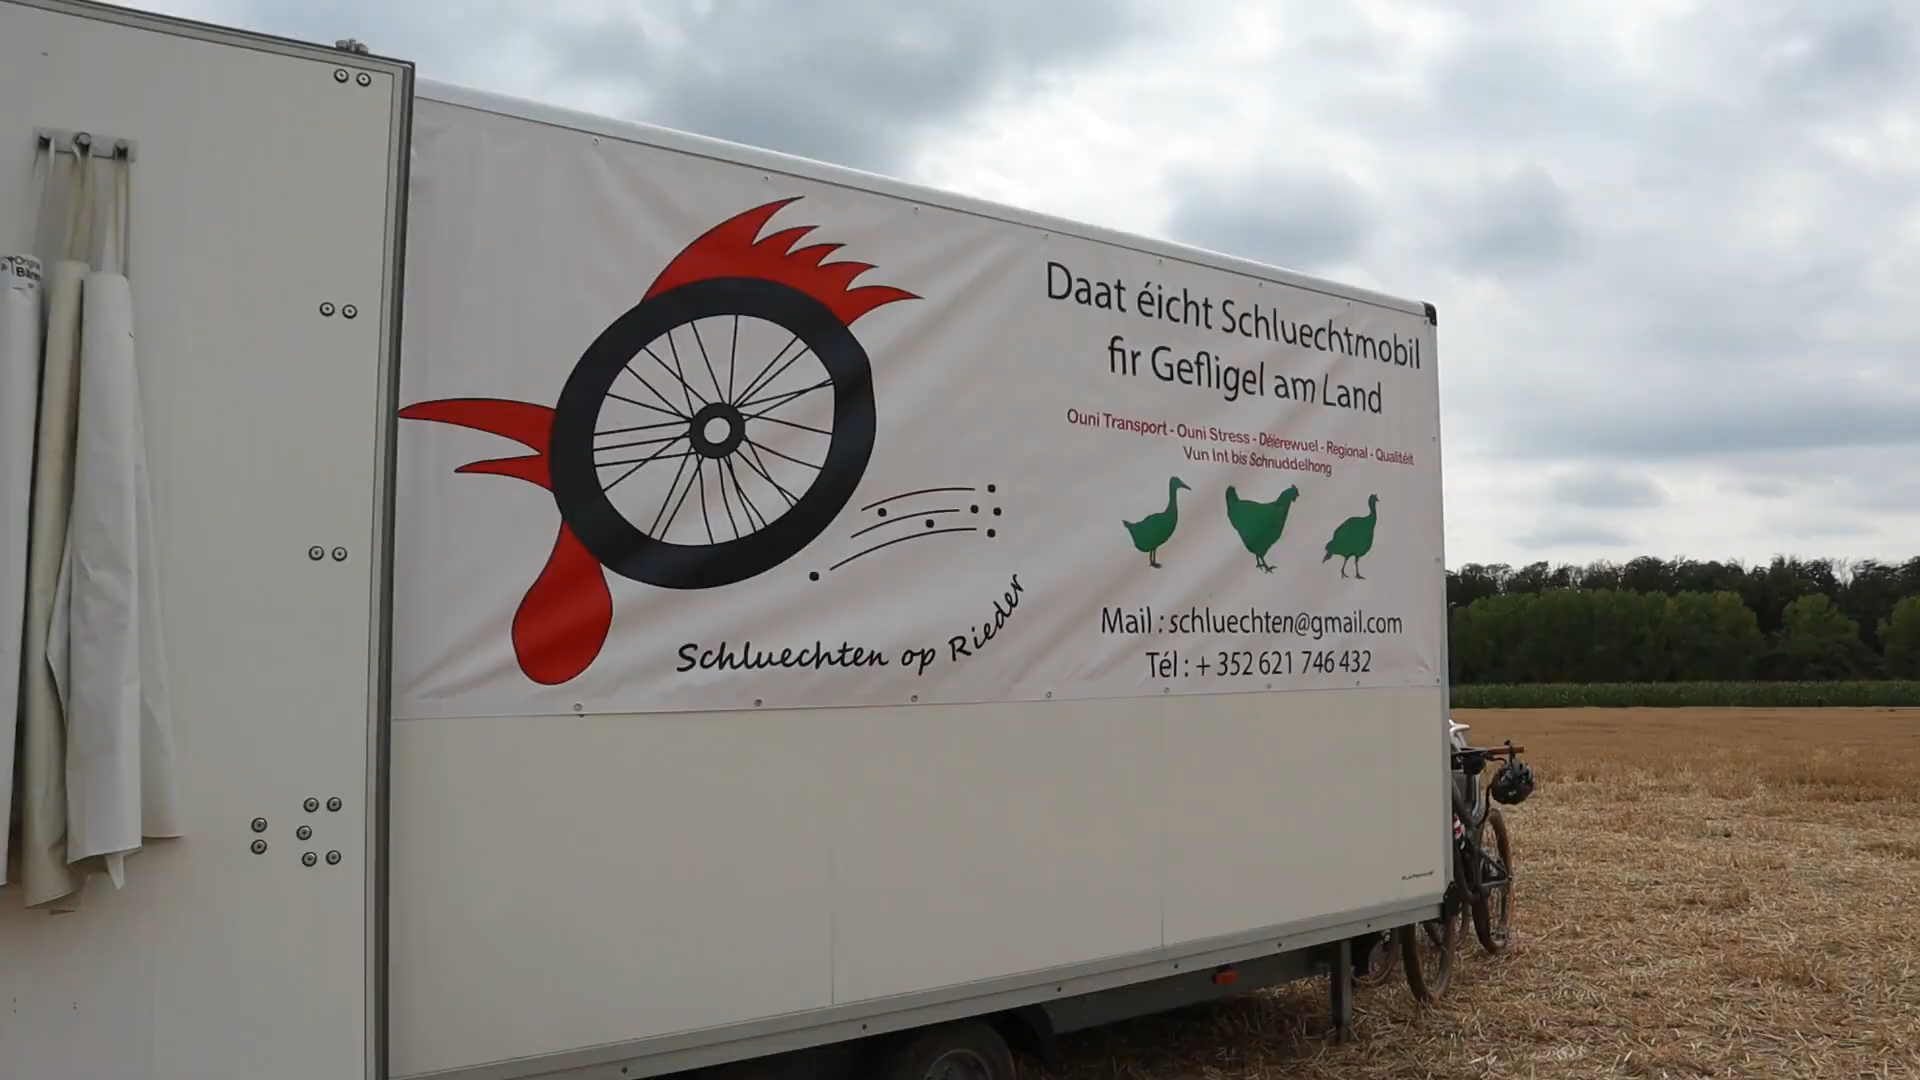 Original
Daat éicht Schluechtmobil
fir Gefligel am Land
Ouni Transport - Ouni Stress - Déierewuel - Regional - Qualitéit
Vun Int bis Schnuddelhong
Schluechten op Rieder
Mail : schluechten@gmail.com
Tél : + 352 621 746 432